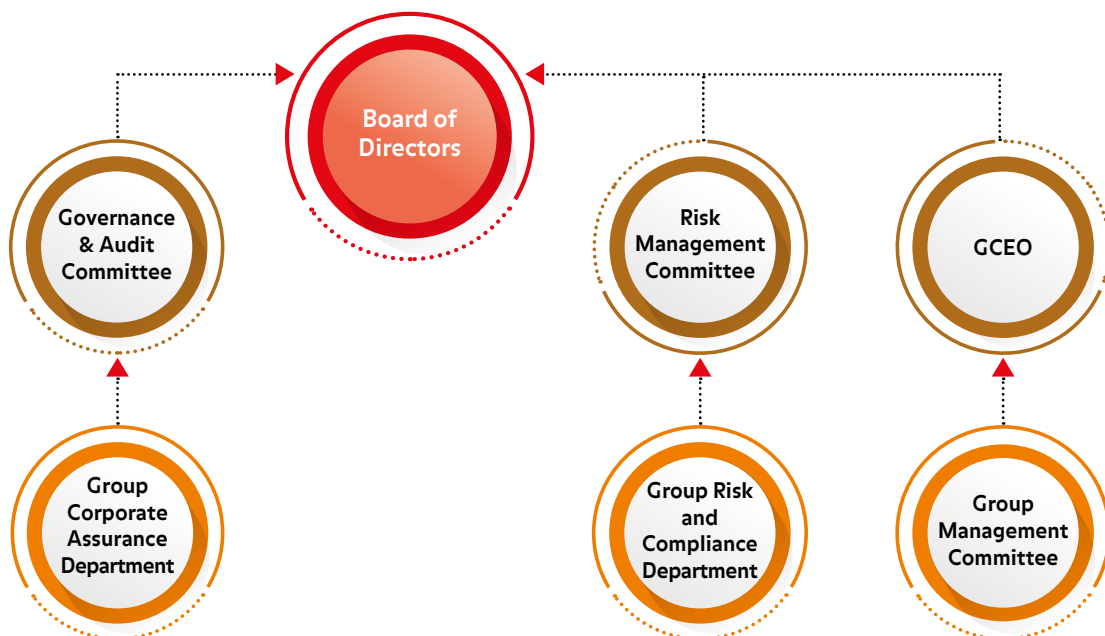 Board of
Directors
Governance
& Audit
Committee
Risk
Management
Committee
GCEO
Group
Corporate
Assurance
Department
Group Risk
and
Compliance
Department
Group
Management
Committee